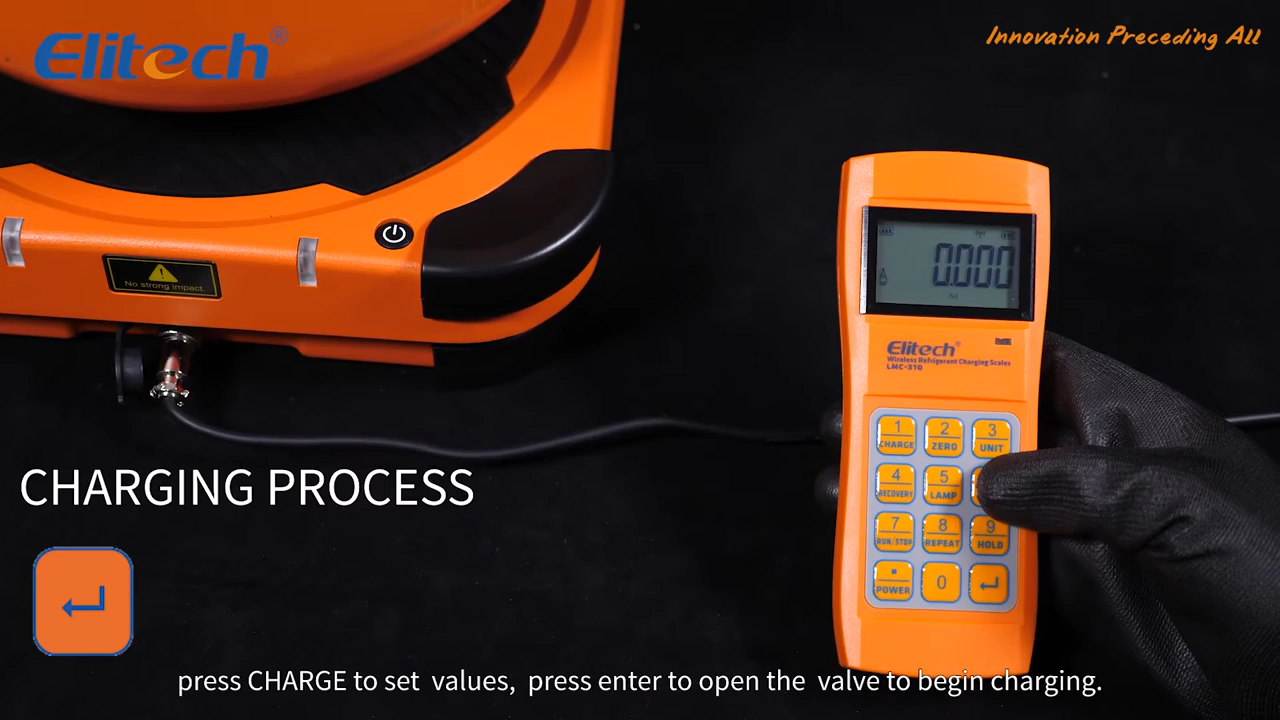 Elitech®
Innovation Preceding All
No strong impact.
0.000
Elitech®
Wireless Refrigerant Charging Scales
LMC-310
1 2 3
CHARGE ZERO UNIT
4 5
RECOVERY LAMP
7 8 9
RUN/STOP REPEAT HOLD
0
POWER
CHARGING PROCESS
press CHARGE to set values, press enter to open the valve to begin charging.